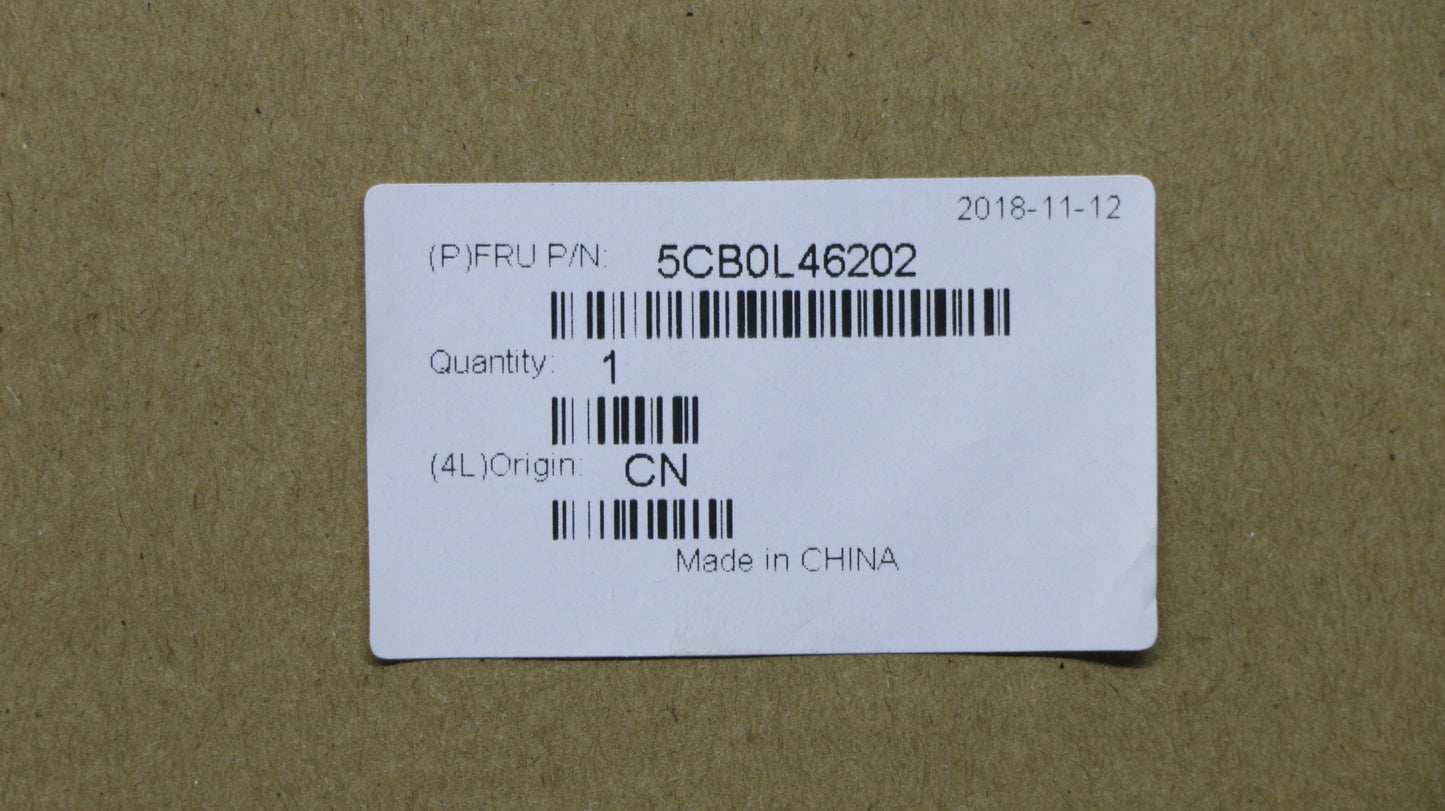 2018-11-12
(P)FRU P/N: 5CB0L46202
Quantity: 1
(4L)Origin: CN
Made in CHINA